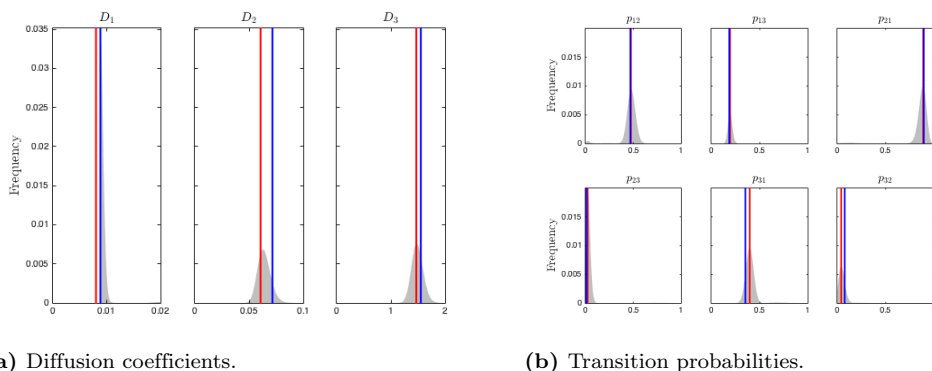 D1 D2 D3
0.035
0.03
0.025
0.02
0.015
0.01
0.005
0
Frequency
0 0.01 0.02 0 0.05 0.1 0 1 2
p12 p13 p21
0.015
0.01
0.005
0
Frequency
0 0.5 1 0 0.5 1 0 0.5
p23 p31 p32
0.015
0.01
0.005
0
Frequency
0 0.5 1 0 0.5 1 0 0.5
) Diffusion coefficients.
(b) Transition probabilities.